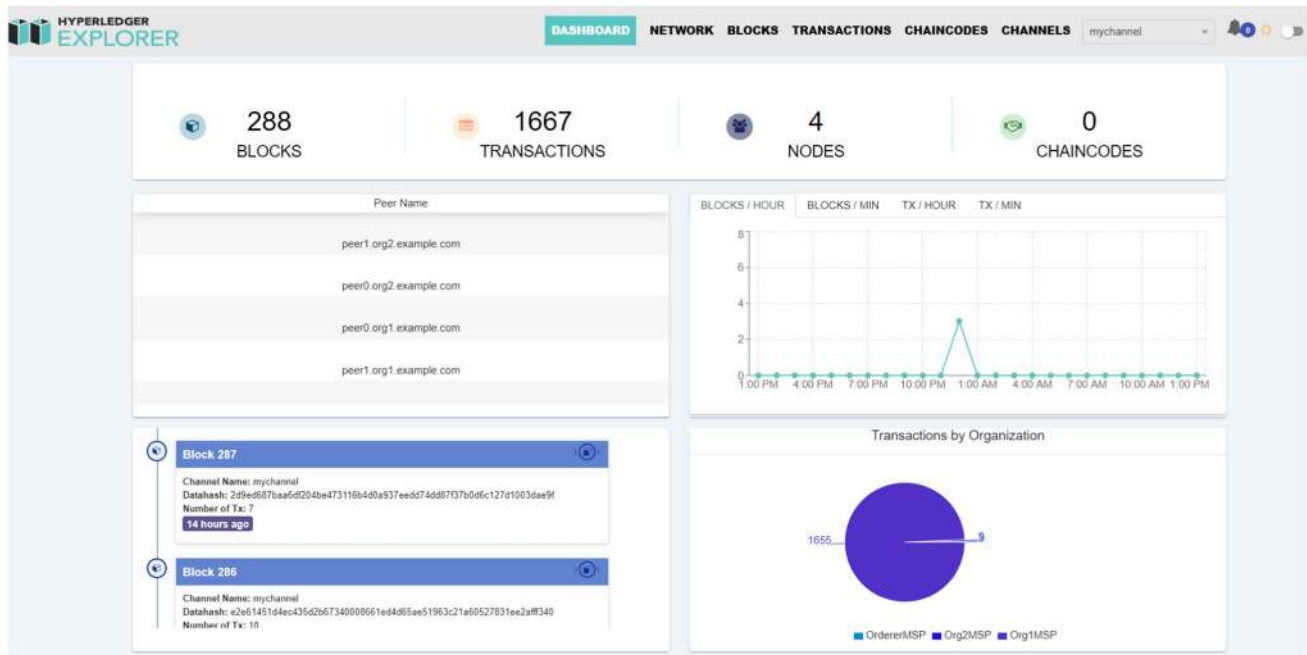 HYPERLEDGER
EXPLORER
DASHBOARD NETWORK BLOCKS TRANSACTIONS CHAINCODES CHANNELS mychannel 0
288 1667 4 0
BLOCKS TRANSACTIONS NODES CHAINCODES
Peer Name
peer1.org2.example.com
peer0.org2.example.com
peer0.org1.example.com
peer1.org1.example.com
BLOCKS / HOUR BLOCKS / MIN TX / HOUR TX / MIN
8
6
4
2
0
1:00 PM 4:00 PM 7:00 PM 10:00 PM 1:00 AM 4:00 AM 7:00 AM 10:00 AM 1:00 PM
Block 287
Channel Name: mychannel
Datahash: 2d9ed687baa6df204be473116b4d0a937eedd74dd87f37b0d6c127d1003dae9f
Number of Tx: 7
14 hours ago
Block 286
Channel Name: mychannel
Datahash: e2e61451d4ec435d2b67340008661ed4d65ae51963c21a60527831ee2afff340
Number of Tx: 10
Transactions by Organization
1655
OrdererMSP Org2MSP Org1MSP